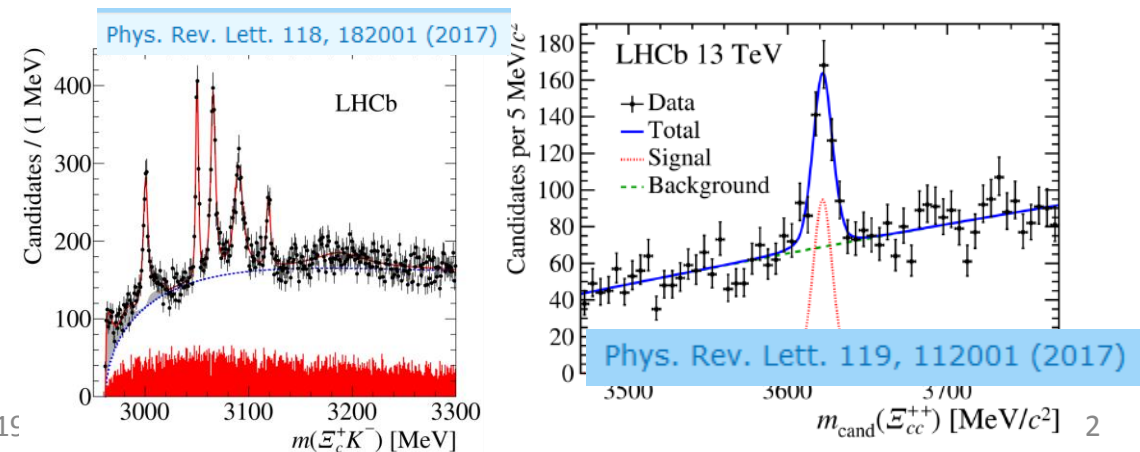 Phys. Rev. Lett. 118, 182001 (2017)
Candidates / (1 MeV)
400
300
200
100
0
LHCb
3000
3100
3200
3300
m(Ξc+K−) [MeV]
Candidates per 5 MeV/c2
180
160
140
120
100
80
60
40
20
0
LHCb 13 TeV
Data
Total
Signal
Background
Phys. Rev. Lett. 119, 112001 (2017)
3500
3600
3700
mcand(Ξcc++) [MeV/c2]
19
2